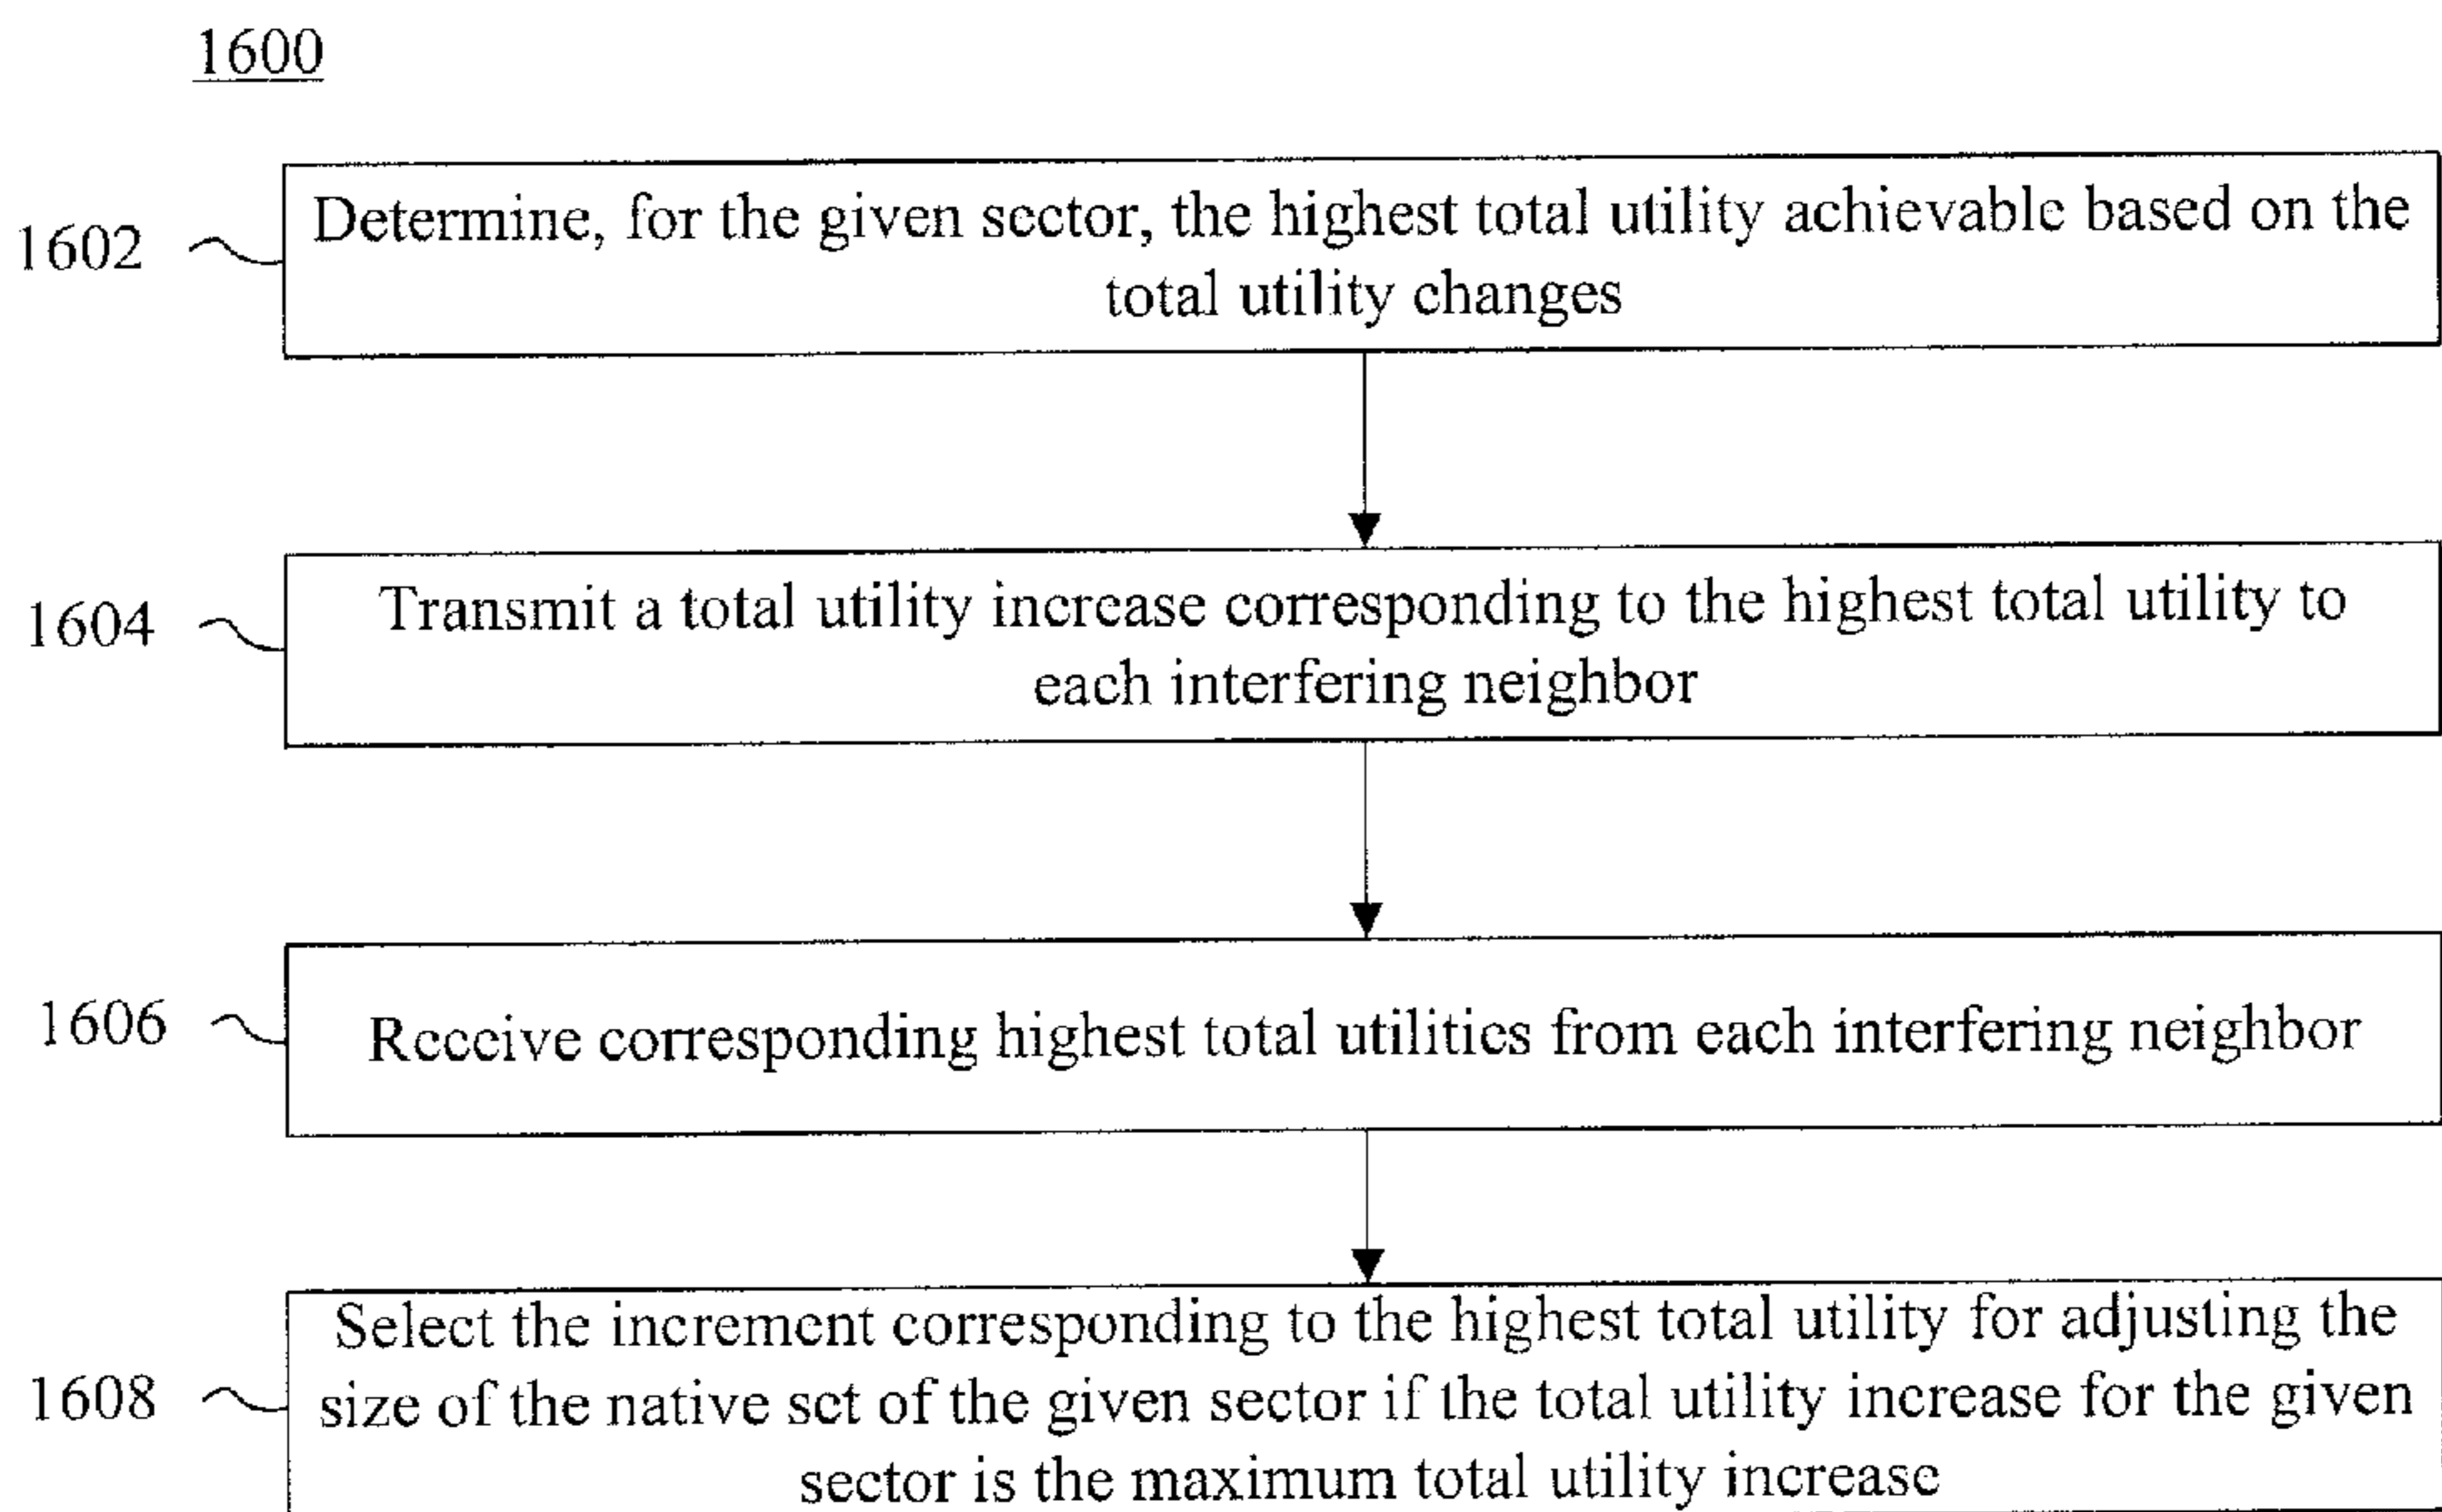 1600
1602
Determine, for the given sector, the highest total utility achievable based on the
total utility changes
1604
Transmit a total utility increase corresponding to the highest total utility to
each interfering neighbor
1606
Receive corresponding highest total utilities from each interfering neighbor
1608
Select the increment corresponding to the highest total utility for adjusting the
size of the native set of the given sector if the total utility increase for the given
sector is the maximum total utility increase